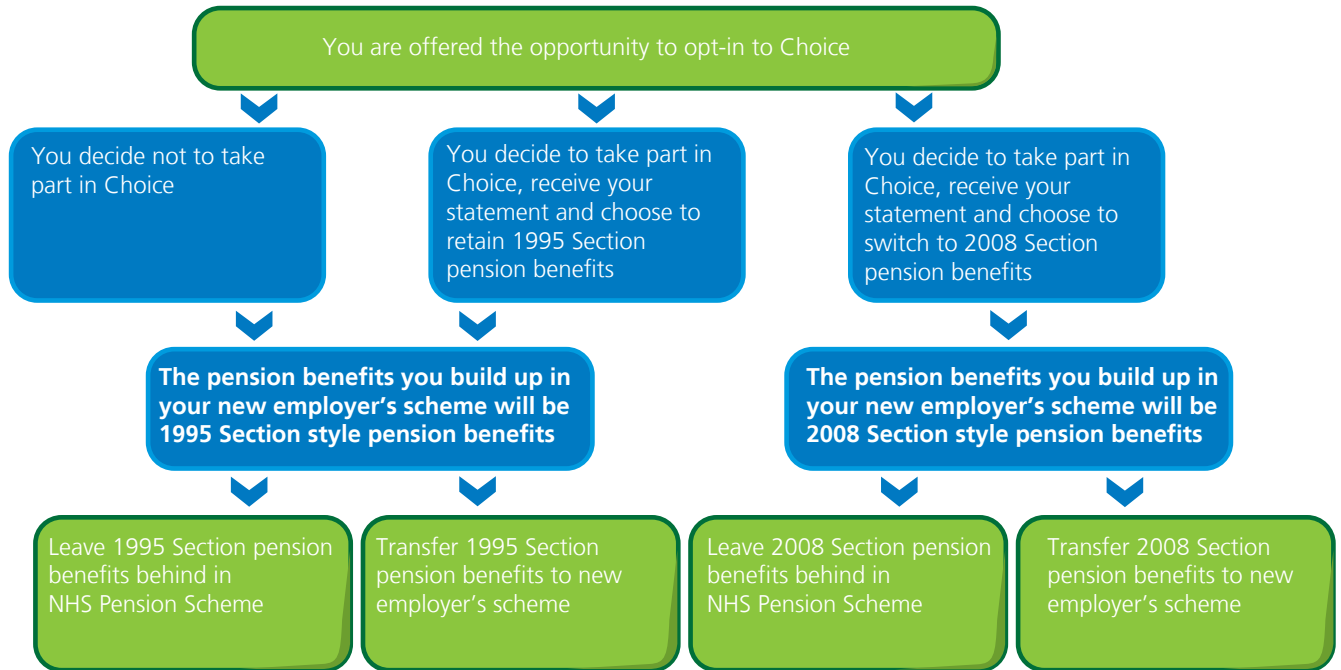 You are offered the opportunity to opt-in to Choice
You decide not to take
part in Choice
You decide to take part in
Choice, receive your
statement and choose to
retain 1995 Section
pension benefits
You decide to take part in
Choice, receive your
statement and choose to
switch to 2008 Section
pension benefits
The pension benefits you build up in
your new employer’s scheme will be
1995 Section style pension benefits
The pension benefits you build up in
your new employer’s scheme will be
2008 Section style pension benefits
Leave 1995 Section pension
benefits behind in
NHS Pension Scheme
Transfer 1995 Section
pension benefits to new
employer’s scheme
Leave 2008 Section pension
benefits behind in
NHS Pension Scheme
Transfer 2008 Section
pension benefits to new
employer’s scheme